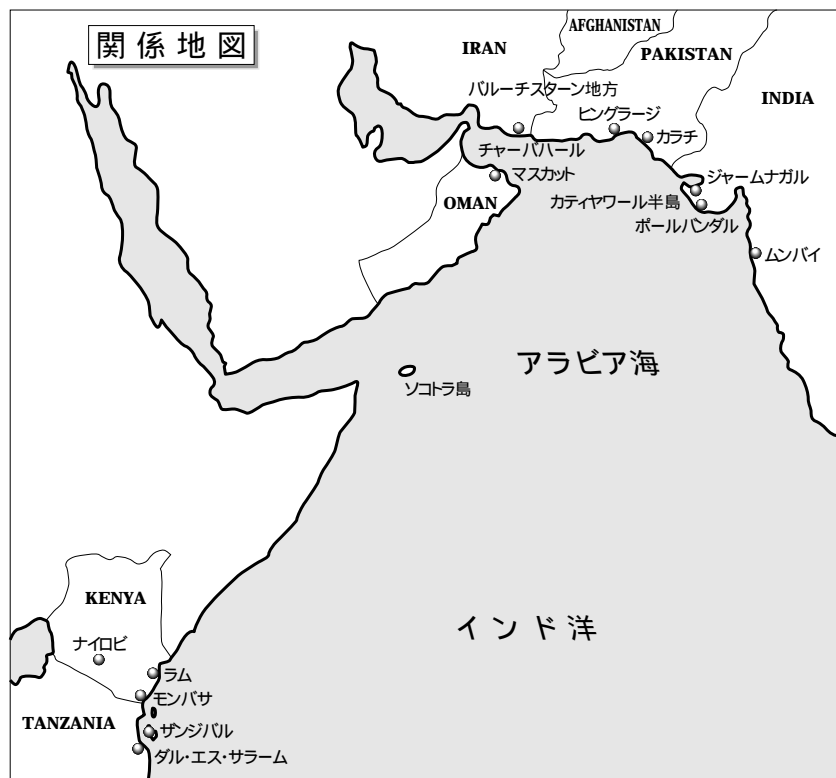 関係地図
AFGHANISTAN
IRAN
PAKISTAN
バルーチスターン地方
INDIA
ヒングラージ
カラチ
チャーバハール
マスカット
ジャームナガル
OMAN
カティヤワール半島
ポールバンダル
ムンバイ
アラビア海
ソコトラ島
KENYA
インド洋
ナイロビ
ラム
モンバサ
TANZANIA
ザンジバル
ダル・エス・サラーム